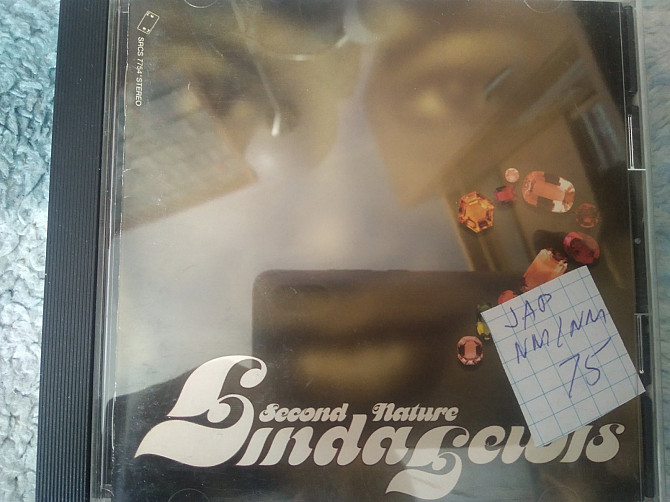 SRCS 7754 STEREO
JAP
NM/NM
75
Second Nature
Linda Lewis